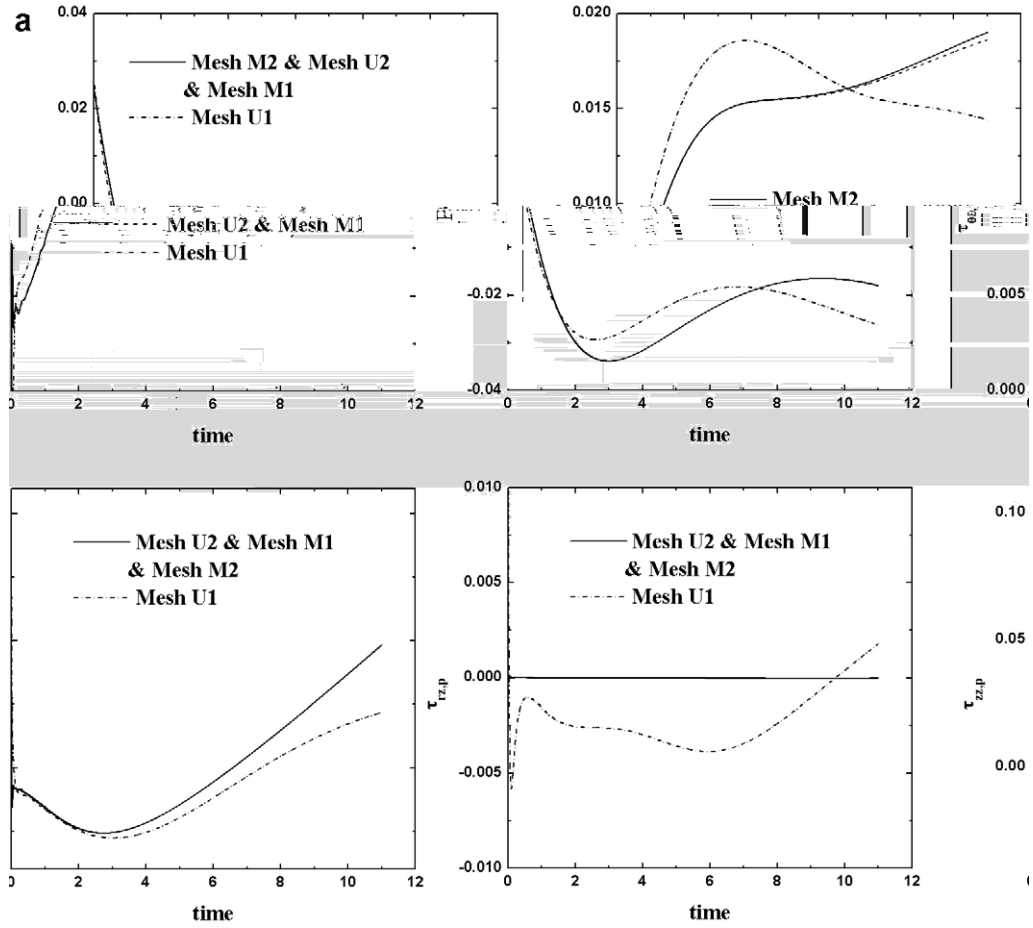 a
Mesh M2 & Mesh U2
& Mesh M1
Mesh U1
0.04
0.02
0.00
0.020
0.015
0.010
Mesh M2
Mesh U2 & Mesh M1
Mesh U1
-0.02
-0.04
0.005
0.000
0 2 4 6 8 10 12
time
0 2 4 6 8 10 12
time
Mesh U2 & Mesh M1
& Mesh M2
Mesh U1
0 2 4 6 8 10 12
time
τrz,p
0.010
0.005
0.000
-0.005
-0.010
Mesh U2 & Mesh M1
& Mesh M2
Mesh U1
0 2 4 6 8 10 12
time
τzz,p
0.10
0.05
0.00